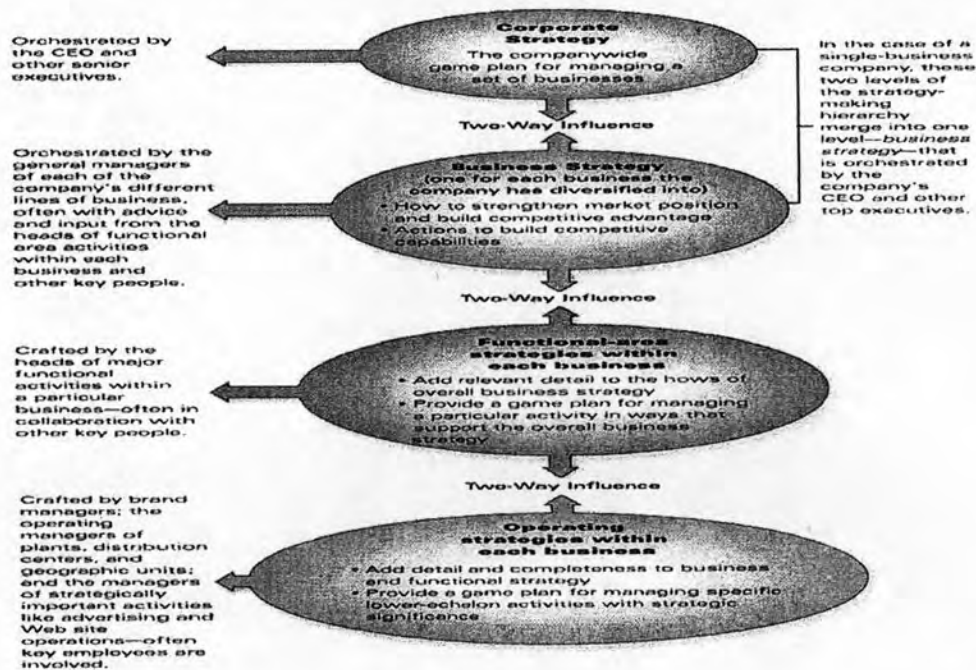 Orchestrated by
the CEO and
other senior
executives.
Corporate
Strategy
The companywide
game plan for managing a
set of businesses
In the case of a
single-business
company, these
two levels of
the strategy-
making
hierarchy
merge into one
level—business
strategy—that
is orchestrated
by the
company's
CEO and other
top executives.
Two-Way Influence
Orchestrated by the
general managers
of each of the
company's different
lines of business,
often with advice
and input from the
heads of functional
area activities
within each
business and
other key people.
Business Strategy
(one for each business the
company has diversified into)
• How to strengthen market position
and build competitive advantage
• Actions to build competitive
capabilities
Two-Way Influence
Crafted by the
heads of major
functional
activities within
a particular
business—often in
collaboration with
other key people.
Functional-area
strategies within
each business
• Add relevant detail to the hows of
overall business strategy
• Provide a game plan for managing
a particular activity in ways that
support the overall business
strategy
Two-Way Influence
Crafted by brand
managers; the
operating
managers of
plants, distribution
centers, and
geographic units;
and the managers
of strategically
important activities
like advertising and
Web site
operations—often
key employees are
involved.
Operating
strategies within
each business
• Add detail and completeness to business
and functional strategy
• Provide a game plan for managing specific
lower-echelon activities with strategic
significance